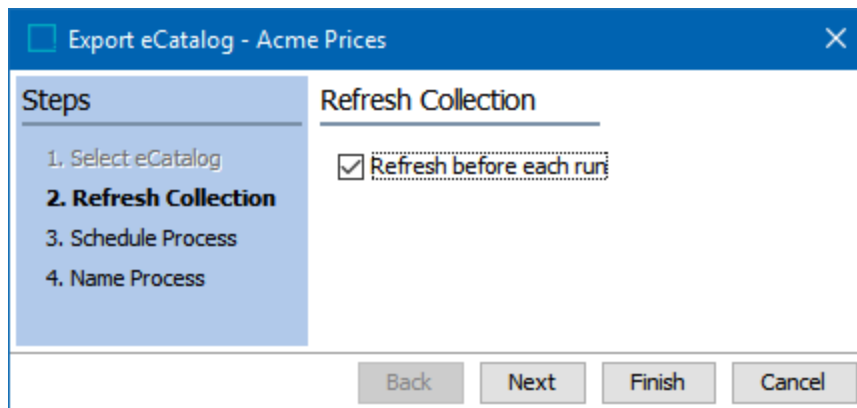 Export eCatalog - Acme Prices
Steps
1. Select eCatalog
2. Refresh Collection
3. Schedule Process
4. Name Process
Refresh Collection
Refresh before each run
Back Next Finish Cancel